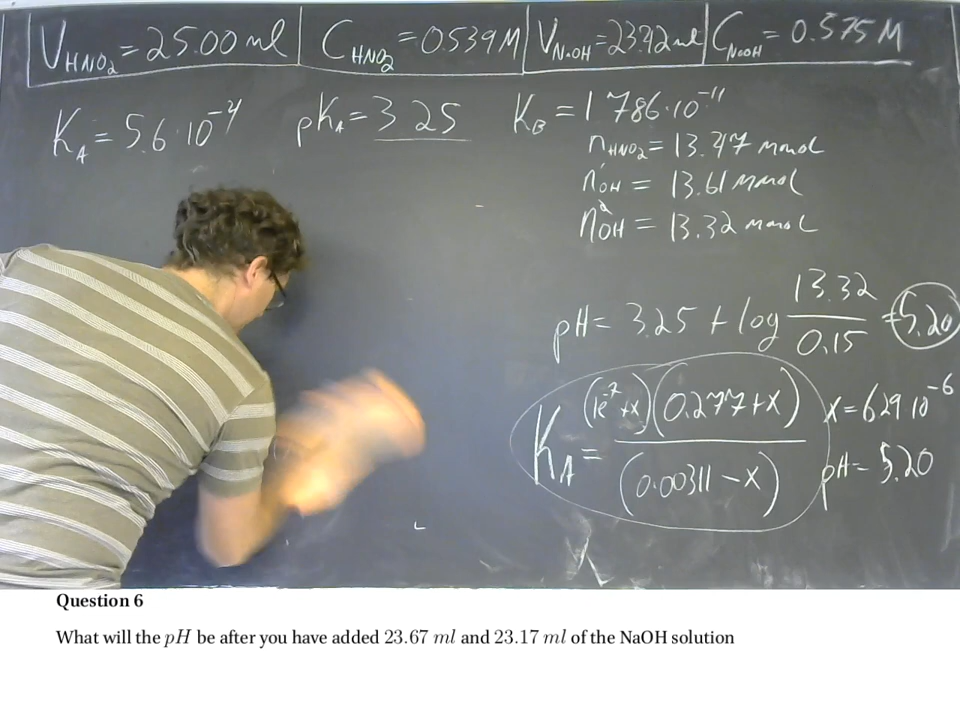 V_HNO₂ = 25.00 ml C_HNO₂ = 0.539 M V_NaOH = 23.42 ml C_NaOH = 0.575 M
K_A = 5.6·10⁻⁴ pK_A = 3.25 K_B = 1.786·10⁻¹¹
n_HNO₂ = 13.47 mmol
n'_OH = 13.61 mmol
n_OH = 13.32 mmol
pH = 3.25 + log 13.32 / 0.15 = 5.20
K_A = (1e⁻⁷+x)(0.277+x) / (0.00311 - x) x = 6.29 10⁻⁶
pH = 5.20
Question 6
What will the pH be after you have added 23.67 ml and 23.17 ml of the NaOH solution